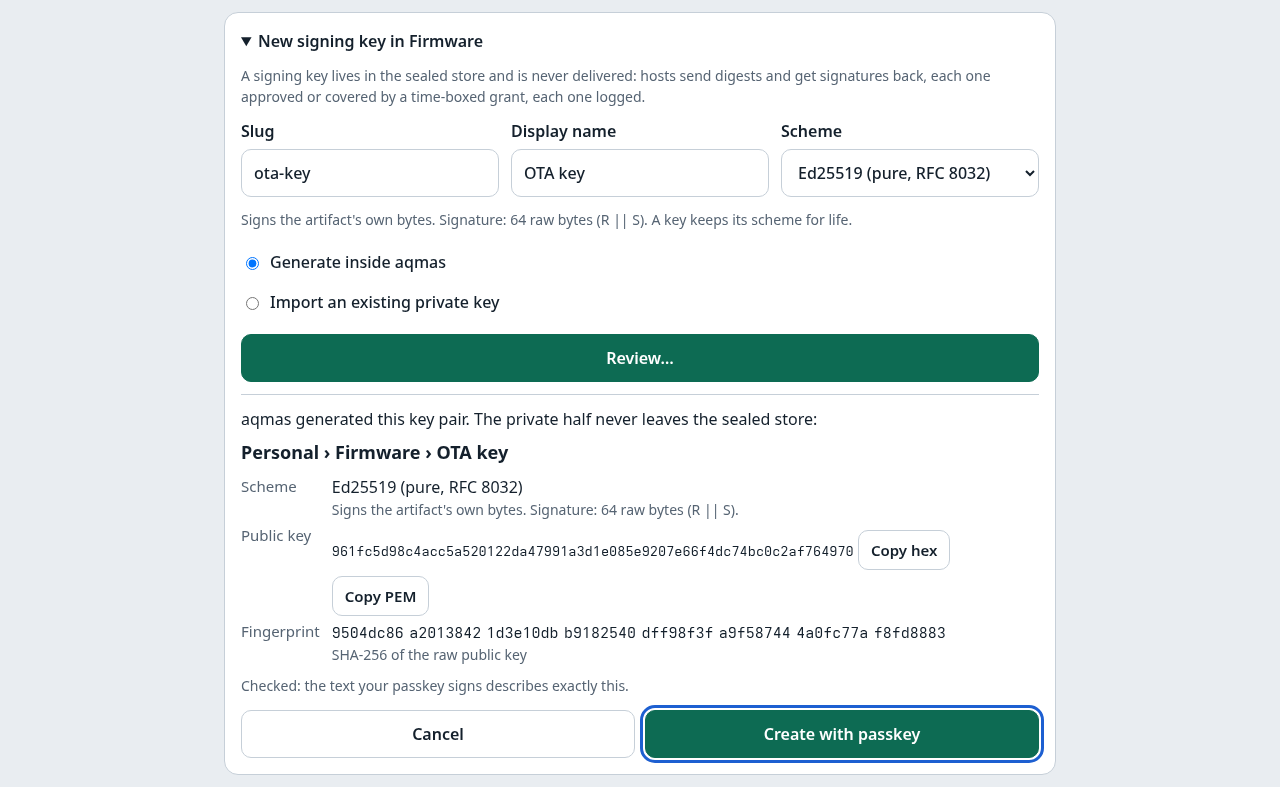 ▼ New signing key in Firmware
A signing key lives in the sealed store and is never delivered: hosts send digests and get signatures back, each one
approved or covered by a time-boxed grant, each one logged.
Slug Display name Scheme
ota-key OTA key Ed25519 (pure, RFC 8032)
Signs the artifact's own bytes. Signature: 64 raw bytes (R || S). A key keeps its scheme for life.
Generate inside aqmas
Import an existing private key
Review...
aqmas generated this key pair. The private half never leaves the sealed store:
Personal › Firmware › OTA key
Scheme Ed25519 (pure, RFC 8032)
Signs the artifact's own bytes. Signature: 64 raw bytes (R || S).
Public key 961fc5d98c4acc5a520122da47991a3d1e085e9207e66f4dc74bc0c2af764970 Copy hex
Copy PEM
Fingerprint 9504dc86 a2013842 1d3e10db b9182540 dff98f3f a9f58744 4a0fc77a f8fd8883
SHA-256 of the raw public key
Checked: the text your passkey signs describes exactly this.
Cancel Create with passkey